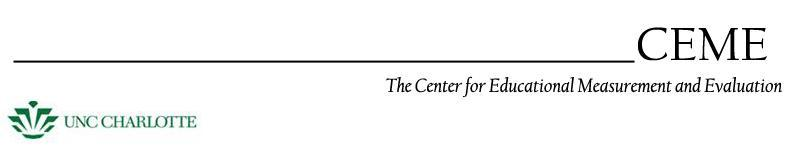 CEME
The Center for Educational Measurement and Evaluation
UNC CHARLOTTE